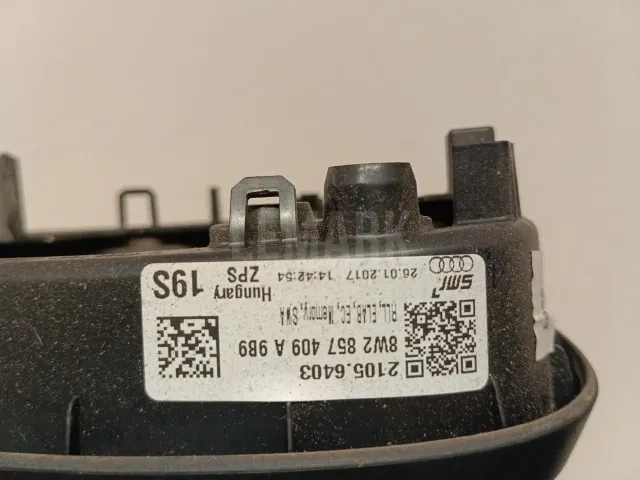 2105.6403
8W2 857 409 A 9B9
RLL, ELAB, EC, Memory, SWA
SMR
26.01.2017 14:42:54
Hungary
ZPS
19S